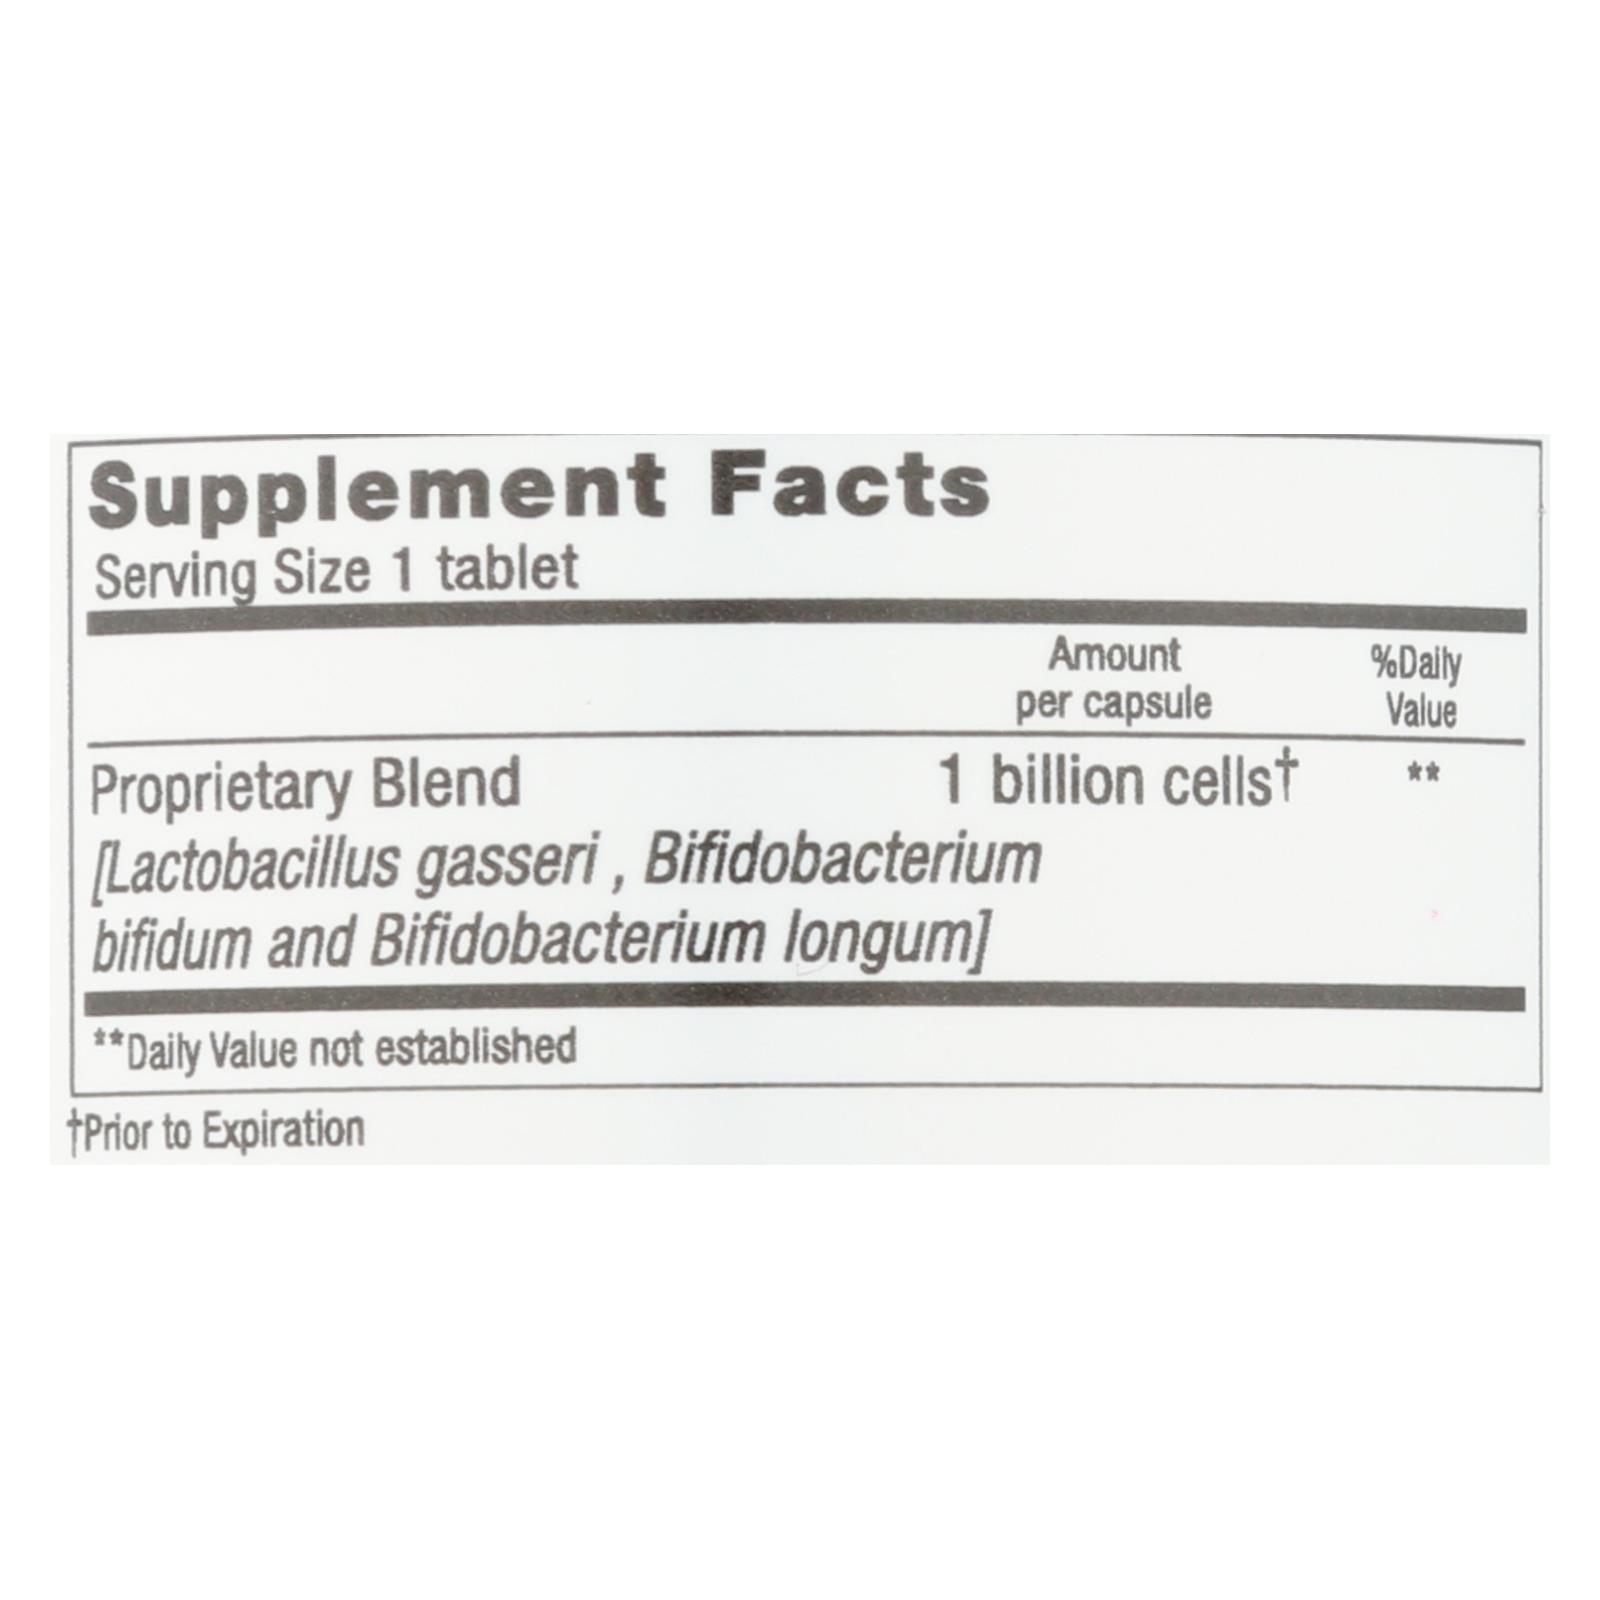 Supplement Facts
Serving Size 1 tablet
Amount per capsule %Daily Value
Proprietary Blend 1 billion cells† **
[Lactobacillus gasseri , Bifidobacterium
bifidum and Bifidobacterium longum]
**Daily Value not established
†Prior to Expiration